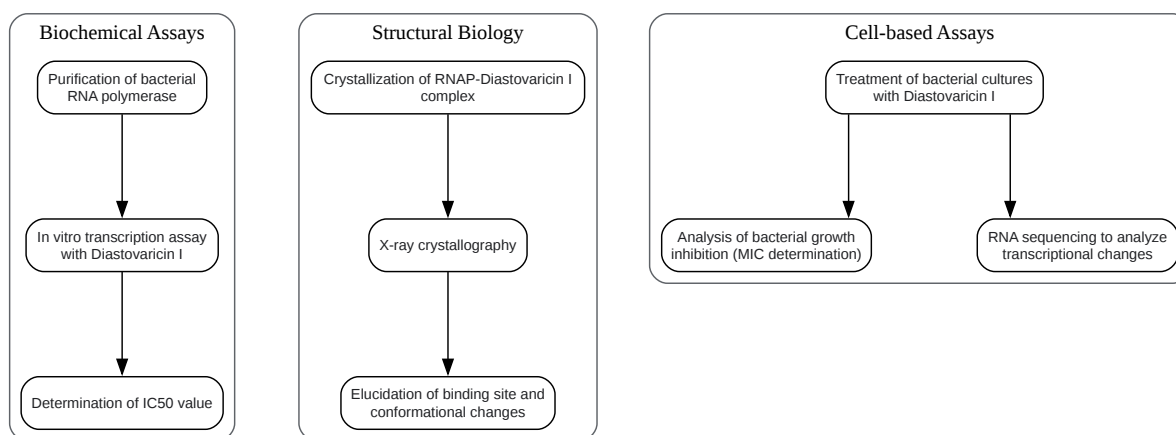 Biochemical Assays
Purification of bacterial
RNA polymerase
In vitro transcription assay
with Diastovaricin I
Determination of IC50 value
Structural Biology
Crystallization of RNAP-Diastovaricin I
complex
X-ray crystallography
Elucidation of binding site and
conformational changes
Cell-based Assays
Treatment of bacterial cultures
with Diastovaricin I
Analysis of bacterial growth
inhibition (MIC determination)
RNA sequencing to analyze
transcriptional changes